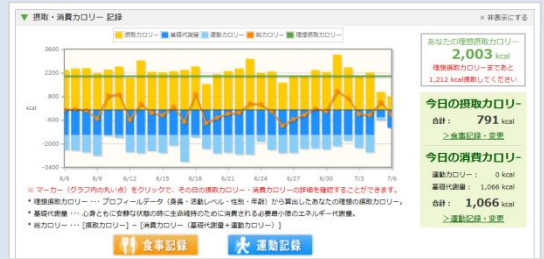 ▼ 摂取・消費カロリー 記録
× 非表示にする
摂取カロリー 基礎代謝量 運動カロリー 総カロリー 理想摂取カロリー
3600
2200
800
-600
-2000
-3400
kcal
6/9 6/12 6/15 6/18 6/21 6/24 6/27 6/30 7/3 7/6
※ マーカー（グラフ内の丸い点）をクリックで、その日の摂取カロリー・消費カロリーの詳細を確認することができます。
* 理想摂取カロリー ･･･ プロフィールデータ（身長・活動レベル・性別・年齢）から算出したあなたの理想の摂取カロリー。
* 基礎代謝量 ･･･ 心身ともに安静な状態の時に生命維持のために消費される必要最小限のエネルギー代謝量。
* 総カロリー ･･･ [摂取カロリー] − [消費カロリー（基礎代謝量＋運動カロリー）]
食事記録
運動記録
あなたの理想摂取カロリー
2,003 kcal
理想摂取カロリーまであと
1,212 kcal摂取してください
今日の摂取カロリー
合計： 791 kcal
＞食事記録・変更
今日の消費カロリー
運動カロリー： 0 kcal
基礎代謝量： 1,066 kcal
合計： 1,066 kcal
＞運動記録・変更